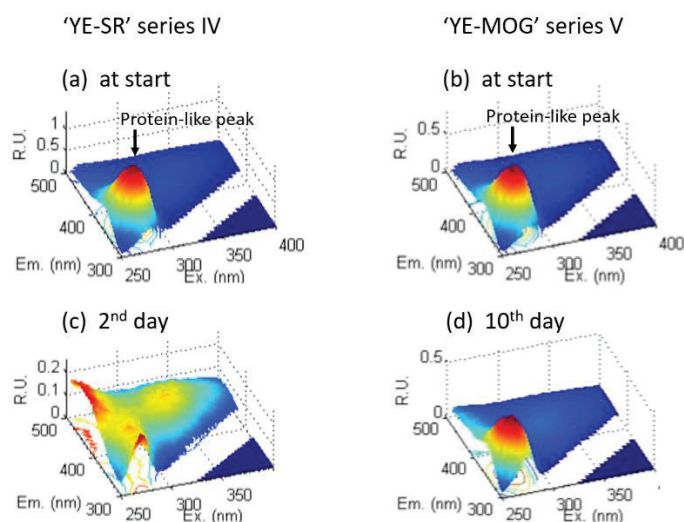 'YE-SR' series IV
'YE-MOG' series V
(a) at start
(b) at start
Protein-like peak
Protein-like peak
R.U.
1
0.5
0
500
400
300
Em. (nm)
250
300
350
400
Ex. (nm)
R.U.
0.5
0
500
400
300
Em. (nm)
250
300
350
400
Ex. (nm)
(c) 2nd day
(d) 10th day
R.U.
0.2
0.1
0
500
400
300
Em. (nm)
250
300
350
Ex. (nm)
R.U.
0.5
0
500
400
300
Em. (nm)
250
300
350
Ex. (nm)